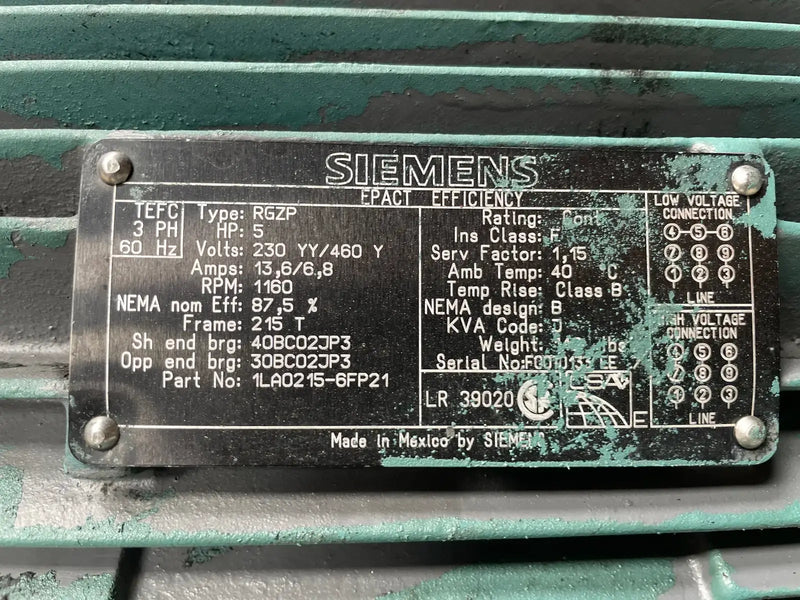 SIEMENS
EPACT EFFICIENCY
TEFC
3 PH
60 Hz
Type: RGZP
HP: 5
Volts: 230 YY/460 Y
Amps: 13,6/6,8
RPM: 1160
NEMA nom Eff: 87,5 %
Frame: 215 T
Sh end brg: 40BC02JP3
Opp end brg: 30BC02JP3
Part No: 1LA0215-6FP21
Rating: Cont
Ins Class: F
Serv Factor: 1,15
Amb Temp: 40 C
Temp Rise: Class B
NEMA design: B
KVA Code: J
Weight:
Serial No:
LR 39020
E
LOW VOLTAGE
CONNECTION
4-5-6
7 8 9
1 2 3
LINE
VOLTAGE
CONNECTION
4 5 6
7 8 9
1 2 3
LINE
Made in Mexico by SIEMEN